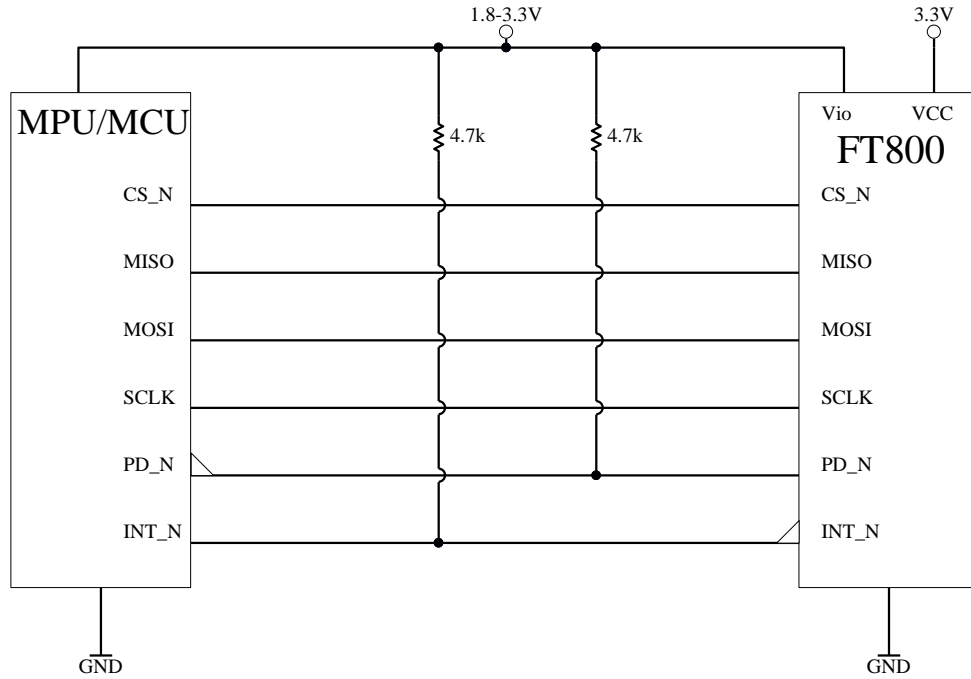 1.8-3.3V
3.3V
MPU/MCU
Vio
VCC
FT800
4.7k
4.7k
CS_N
CS_N
MISO
MISO
MOSI
MOSI
SCLK
SCLK
PD_N
PD_N
INT_N
INT_N
GND
GND